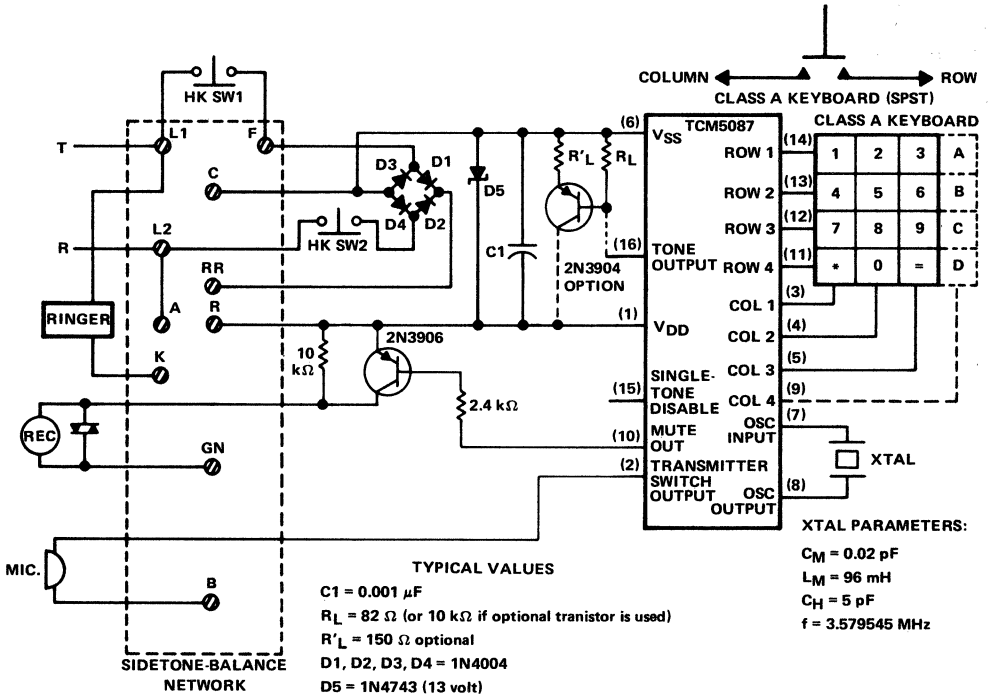 COLUMN
ROW
CLASS A KEYBOARD (SPST)
HK SW1
L1
F
T
C
D3
D1
D4
D2
D5
HK SW2
R
L2
RR
R
A
K
RINGER
REC
GN
MIC.
B
SIDETONE-BALANCE
NETWORK
C1
R'L
RL
2N3904
OPTION
2N3906
10
kΩ
2.4 kΩ
TCM5087
(6)
VSS
(16)
TONE
OUTPUT
(1)
VDD
(15)
SINGLE-
TONE
DISABLE
(10)
MUTE
OUT
(2)
TRANSMITTER
SWITCH
OUTPUT
ROW 1
(14)
ROW 2
(13)
ROW 3
(12)
ROW 4
(11)
COL 1
(3)
COL 2
(4)
COL 3
(5)
COL 4
(9)
OSC
INPUT
(7)
OSC
OUTPUT
(8)
CLASS A KEYBOARD
1 2 3 A
4 5 6 B
7 8 9 C
* 0 = D
XTAL
XTAL PARAMETERS:
CM = 0.02 pF
LM = 96 mH
CH = 5 pF
f = 3.579545 MHz
TYPICAL VALUES
C1 = 0.001 μF
RL = 82 Ω (or 10 kΩ if optional tranistor is used)
R'L = 150 Ω optional
D1, D2, D3, D4 = 1N4004
D5 = 1N4743 (13 volt)